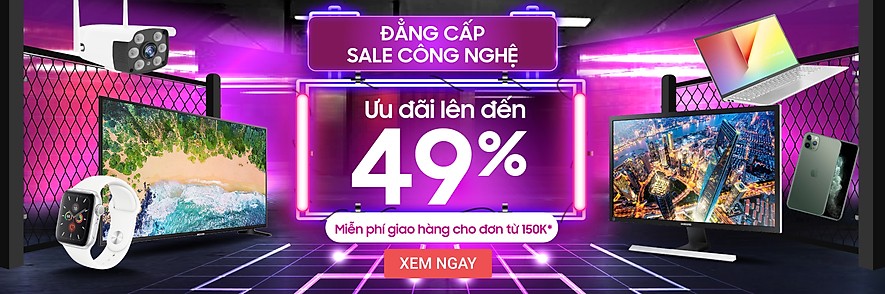 ĐẲNG CẤP
SALE CÔNG NGHỆ
Ưu đãi lên đến
49%
Miễn phí giao hàng cho đơn từ 150K*
XEM NGAY